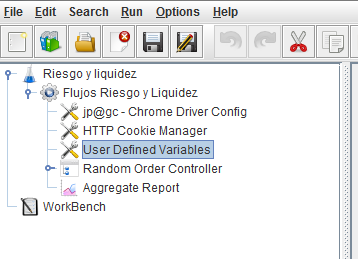 File Edit Search Run Options Help
Riesgo y liquidez
Flujos Riesgo y Liquidez
jp@gc - Chrome Driver Config
HTTP Cookie Manager
User Defined Variables
Random Order Controller
Aggregate Report
WorkBench